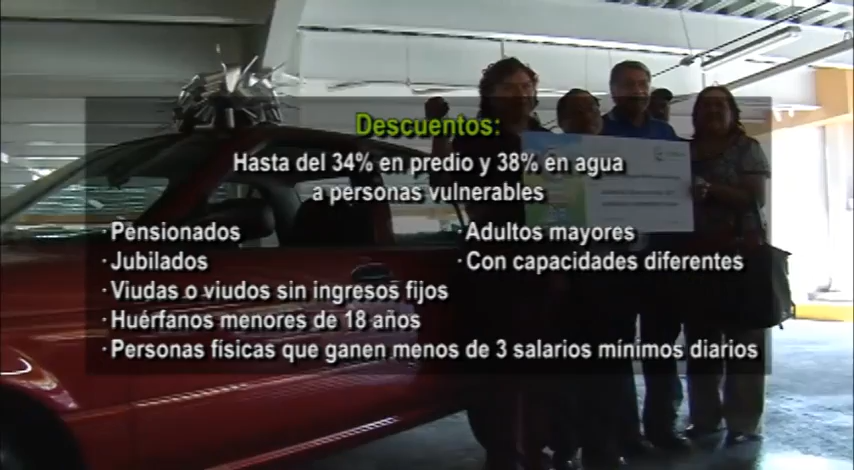 Descuentos:
Hasta del 34% en predio y 38% en agua
a personas vulnerables
· Pensionados
· Jubilados
· Viudas o viudos sin ingresos fijos
· Huérfanos menores de 18 años
· Personas físicas que ganen menos de 3 salarios mínimos diarios
· Adultos mayores
· Con capacidades diferentes